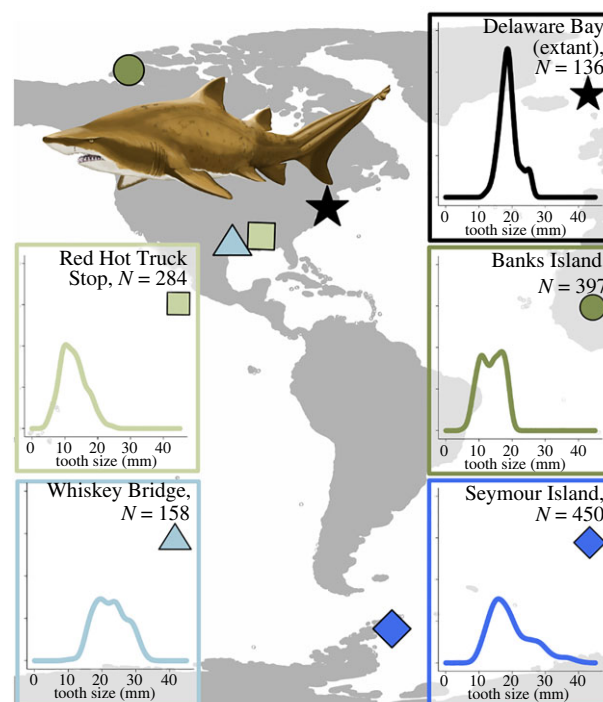 Delaware Bay
(extant),
N = 136
0 10 20 30 40
tooth size (mm)
Red Hot Truck
Stop, N = 284
0 10 20 30 40
tooth size (mm)
Banks Island
N = 397
0 10 20 30 40
tooth size (mm)
Whiskey Bridge,
N = 158
0 10 20 30 40
tooth size (mm)
Seymour Island,
N = 450
0 10 20 30 40
tooth size (mm)